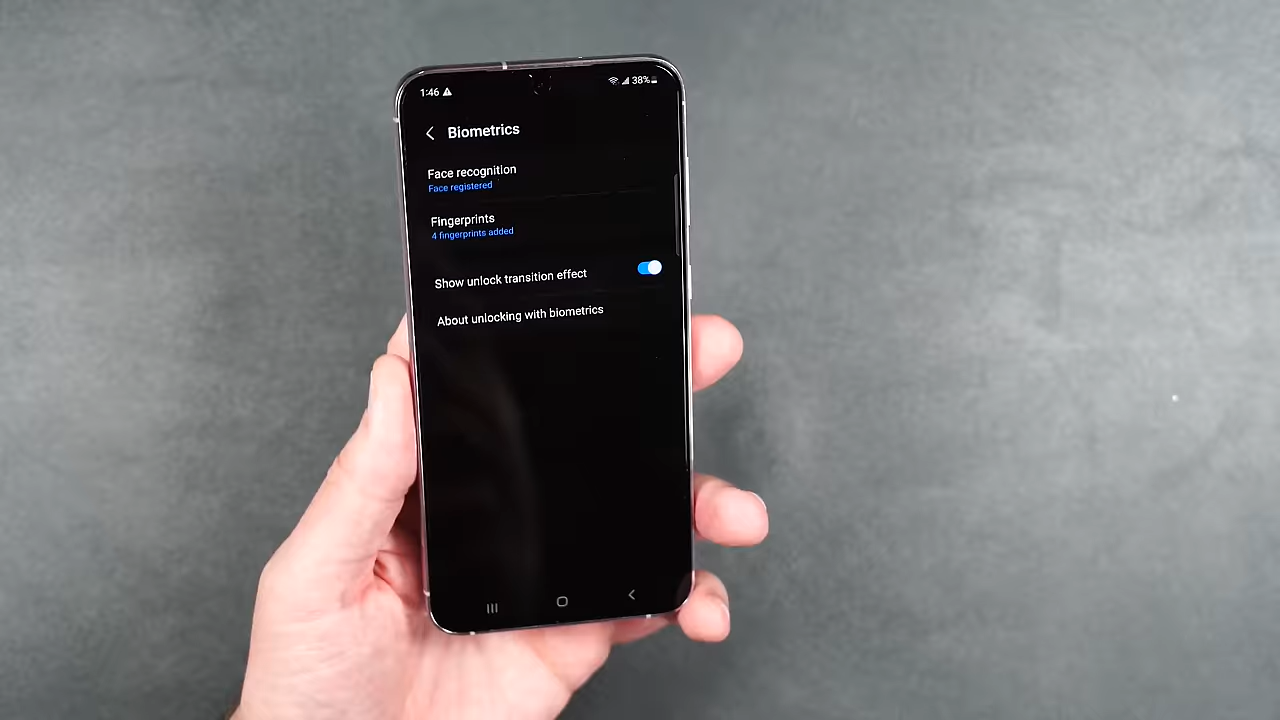 1:46
38%
Biometrics
Face recognition
Face registered
Fingerprints
4 fingerprints added
Show unlock transition effect
About unlocking with biometrics